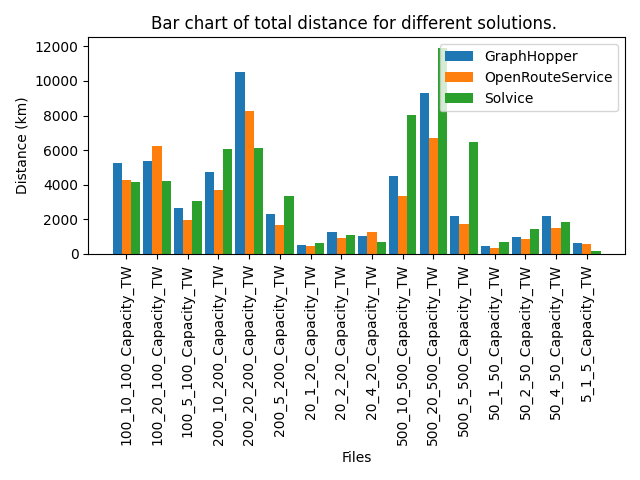 Bar chart of total distance for different solutions.
GraphHopper
OpenRouteService
Solvice
Distance (km)
12000
10000
8000
6000
4000
2000
0
100_10_100_Capacity_TW
100_20_100_Capacity_TW
100_5_100_Capacity_TW
200_10_200_Capacity_TW
200_20_200_Capacity_TW
200_5_200_Capacity_TW
20_1_20_Capacity_TW
20_2_20_Capacity_TW
20_4_20_Capacity_TW
500_10_500_Capacity_TW
500_20_500_Capacity_TW
500_5_500_Capacity_TW
50_1_50_Capacity_TW
50_2_50_Capacity_TW
50_4_50_Capacity_TW
5_1_5_Capacity_TW
Files